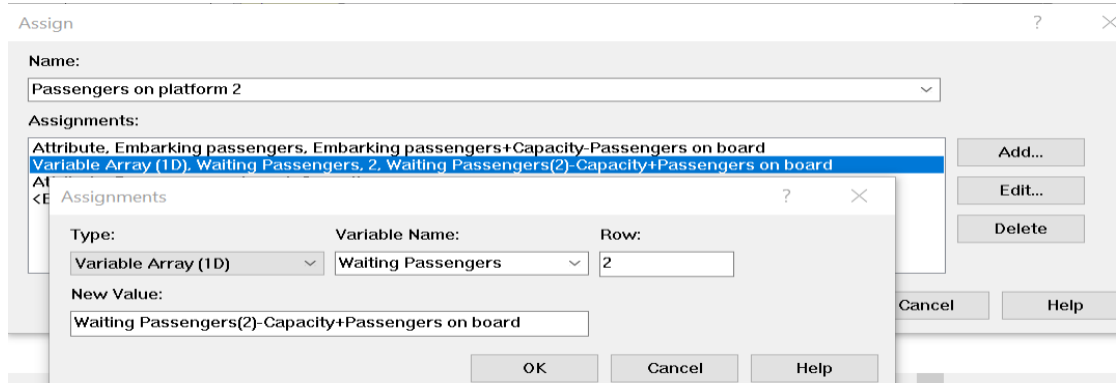 Assign
Name:
Passengers on platform 2
Assignments:
Attribute, Embarking passengers, Embarking passengers+Capacity-Passengers on board
Variable Array (1D), Waiting Passengers, 2, Waiting Passengers(2)-Capacity+Passengers on board
Add...
Edit...
Delete
Assignments
Type:
Variable Name:
Row:
Variable Array (1D)
Waiting Passengers
2
New Value:
Waiting Passengers(2)-Capacity+Passengers on board
Cancel
Help
OK
Cancel
Help